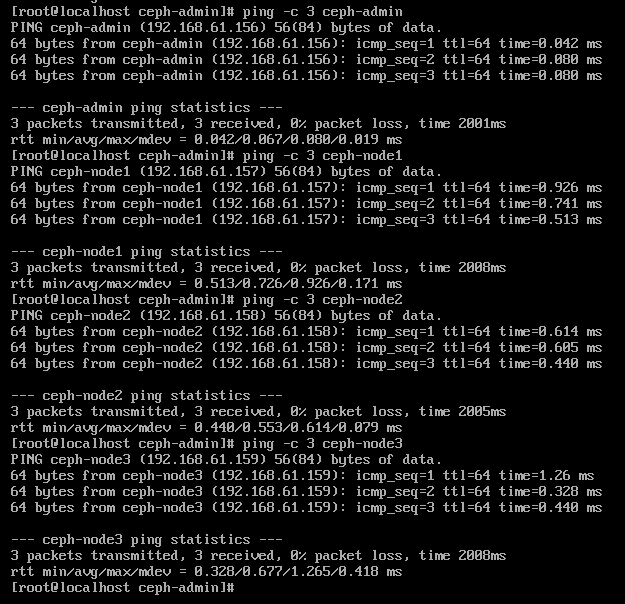 [root@localhost ceph-admin]# ping -c 3 ceph-admin
PING ceph-admin (192.168.61.156) 56(84) bytes of data.
64 bytes from ceph-admin (192.168.61.156): icmp_seq=1 ttl=64 time=0.042 ms
64 bytes from ceph-admin (192.168.61.156): icmp_seq=2 ttl=64 time=0.080 ms
64 bytes from ceph-admin (192.168.61.156): icmp_seq=3 ttl=64 time=0.080 ms

--- ceph-admin ping statistics ---
3 packets transmitted, 3 received, 0% packet loss, time 2001ms
rtt min/avg/max/mdev = 0.042/0.067/0.080/0.019 ms
[root@localhost ceph-admin]# ping -c 3 ceph-node1
PING ceph-node1 (192.168.61.157) 56(84) bytes of data.
64 bytes from ceph-node1 (192.168.61.157): icmp_seq=1 ttl=64 time=0.926 ms
64 bytes from ceph-node1 (192.168.61.157): icmp_seq=2 ttl=64 time=0.741 ms
64 bytes from ceph-node1 (192.168.61.157): icmp_seq=3 ttl=64 time=0.513 ms

--- ceph-node1 ping statistics ---
3 packets transmitted, 3 received, 0% packet loss, time 2008ms
rtt min/avg/max/mdev = 0.513/0.726/0.926/0.171 ms
[root@localhost ceph-admin]# ping -c 3 ceph-node2
PING ceph-node2 (192.168.61.158) 56(84) bytes of data.
64 bytes from ceph-node2 (192.168.61.158): icmp_seq=1 ttl=64 time=0.614 ms
64 bytes from ceph-node2 (192.168.61.158): icmp_seq=2 ttl=64 time=0.605 ms
64 bytes from ceph-node2 (192.168.61.158): icmp_seq=3 ttl=64 time=0.440 ms

--- ceph-node2 ping statistics ---
3 packets transmitted, 3 received, 0% packet loss, time 2005ms
rtt min/avg/max/mdev = 0.440/0.553/0.614/0.079 ms
[root@localhost ceph-admin]# ping -c 3 ceph-node3
PING ceph-node3 (192.168.61.159) 56(84) bytes of data.
64 bytes from ceph-node3 (192.168.61.159): icmp_seq=1 ttl=64 time=1.26 ms
64 bytes from ceph-node3 (192.168.61.159): icmp_seq=2 ttl=64 time=0.328 ms
64 bytes from ceph-node3 (192.168.61.159): icmp_seq=3 ttl=64 time=0.440 ms

--- ceph-node3 ping statistics ---
3 packets transmitted, 3 received, 0% packet loss, time 2008ms
rtt min/avg/max/mdev = 0.328/0.677/1.265/0.418 ms
[root@localhost ceph-admin]#